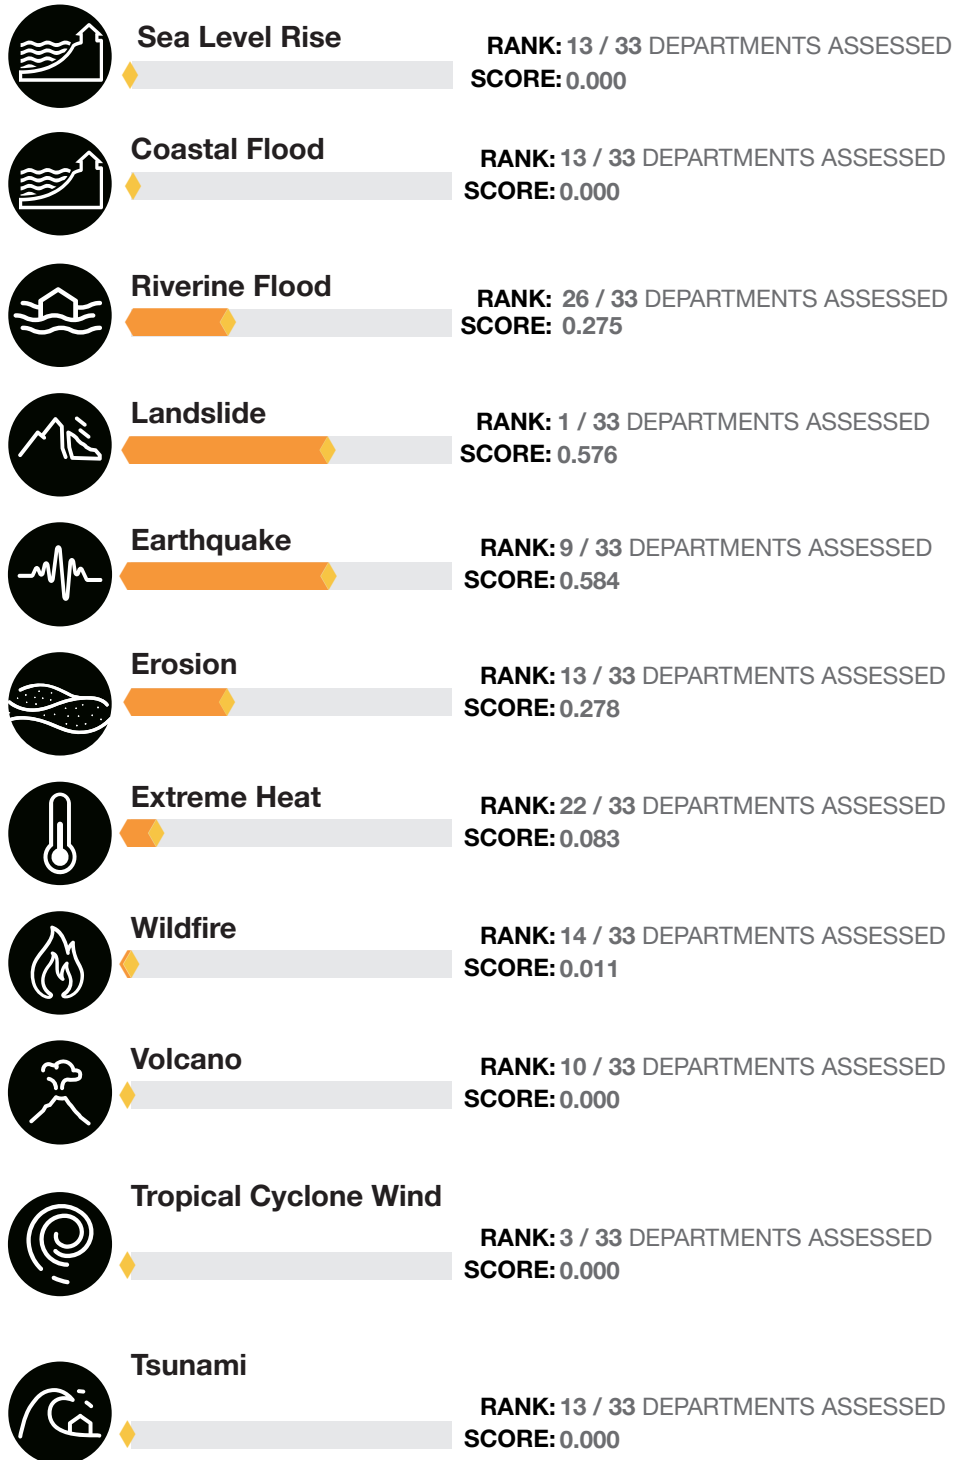 Sea Level Rise
RANK: 13 / 33 DEPARTMENTS ASSESSED
SCORE: 0.000
Coastal Flood
RANK: 13 / 33 DEPARTMENTS ASSESSED
SCORE: 0.000
Riverine Flood
RANK: 26 / 33 DEPARTMENTS ASSESSED
SCORE: 0.275
Landslide
RANK: 1 / 33 DEPARTMENTS ASSESSED
SCORE: 0.576
Earthquake
RANK: 9 / 33 DEPARTMENTS ASSESSED
SCORE: 0.584
Erosion
RANK: 13 / 33 DEPARTMENTS ASSESSED
SCORE: 0.278
Extreme Heat
RANK: 22 / 33 DEPARTMENTS ASSESSED
SCORE: 0.083
Wildfire
RANK: 14 / 33 DEPARTMENTS ASSESSED
SCORE: 0.011
Volcano
RANK: 10 / 33 DEPARTMENTS ASSESSED
SCORE: 0.000
Tropical Cyclone Wind
RANK: 3 / 33 DEPARTMENTS ASSESSED
SCORE: 0.000
Tsunami
RANK: 13 / 33 DEPARTMENTS ASSESSED
SCORE: 0.000